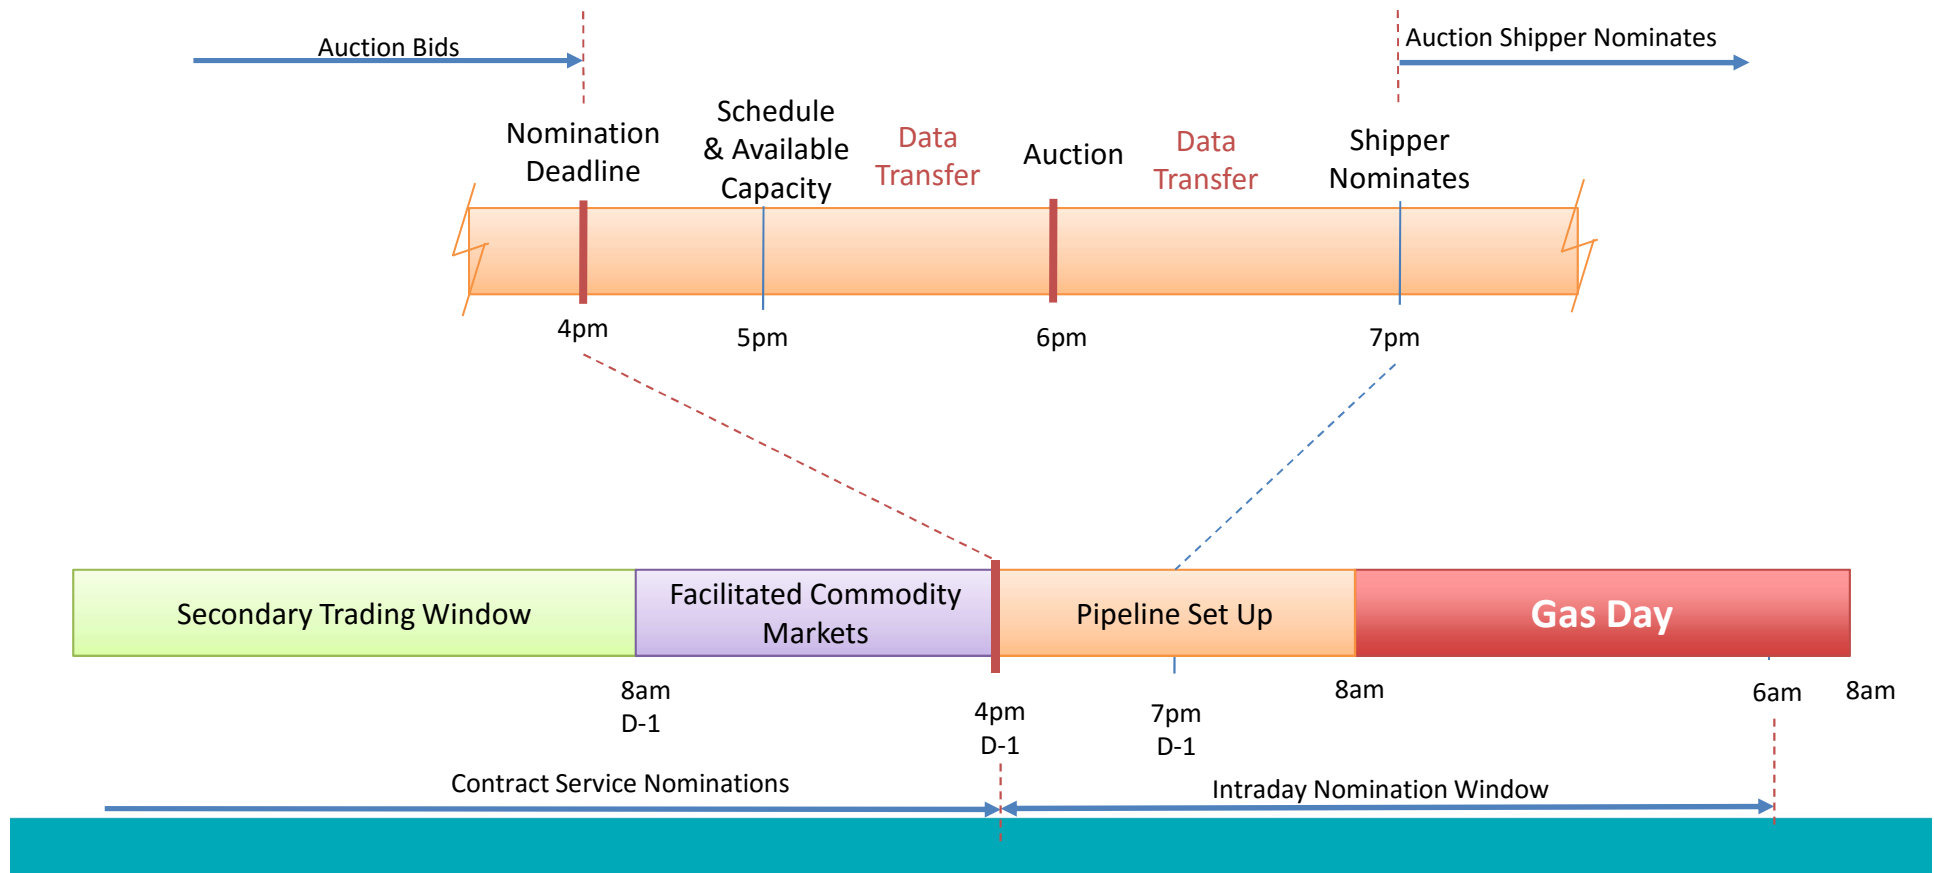 Auction Bids
Auction Shipper Nominates
Nomination
Deadline
Schedule
& Available
Capacity
Data
Transfer
Auction
Data
Transfer
Shipper
Nominates
4pm
5pm
6pm
7pm
Secondary Trading Window
Facilitated Commodity
Markets
Pipeline Set Up
Gas Day
8am
D-1
4pm
D-1
7pm
D-1
8am
6am
8am
Contract Service Nominations
Intraday Nomination Window